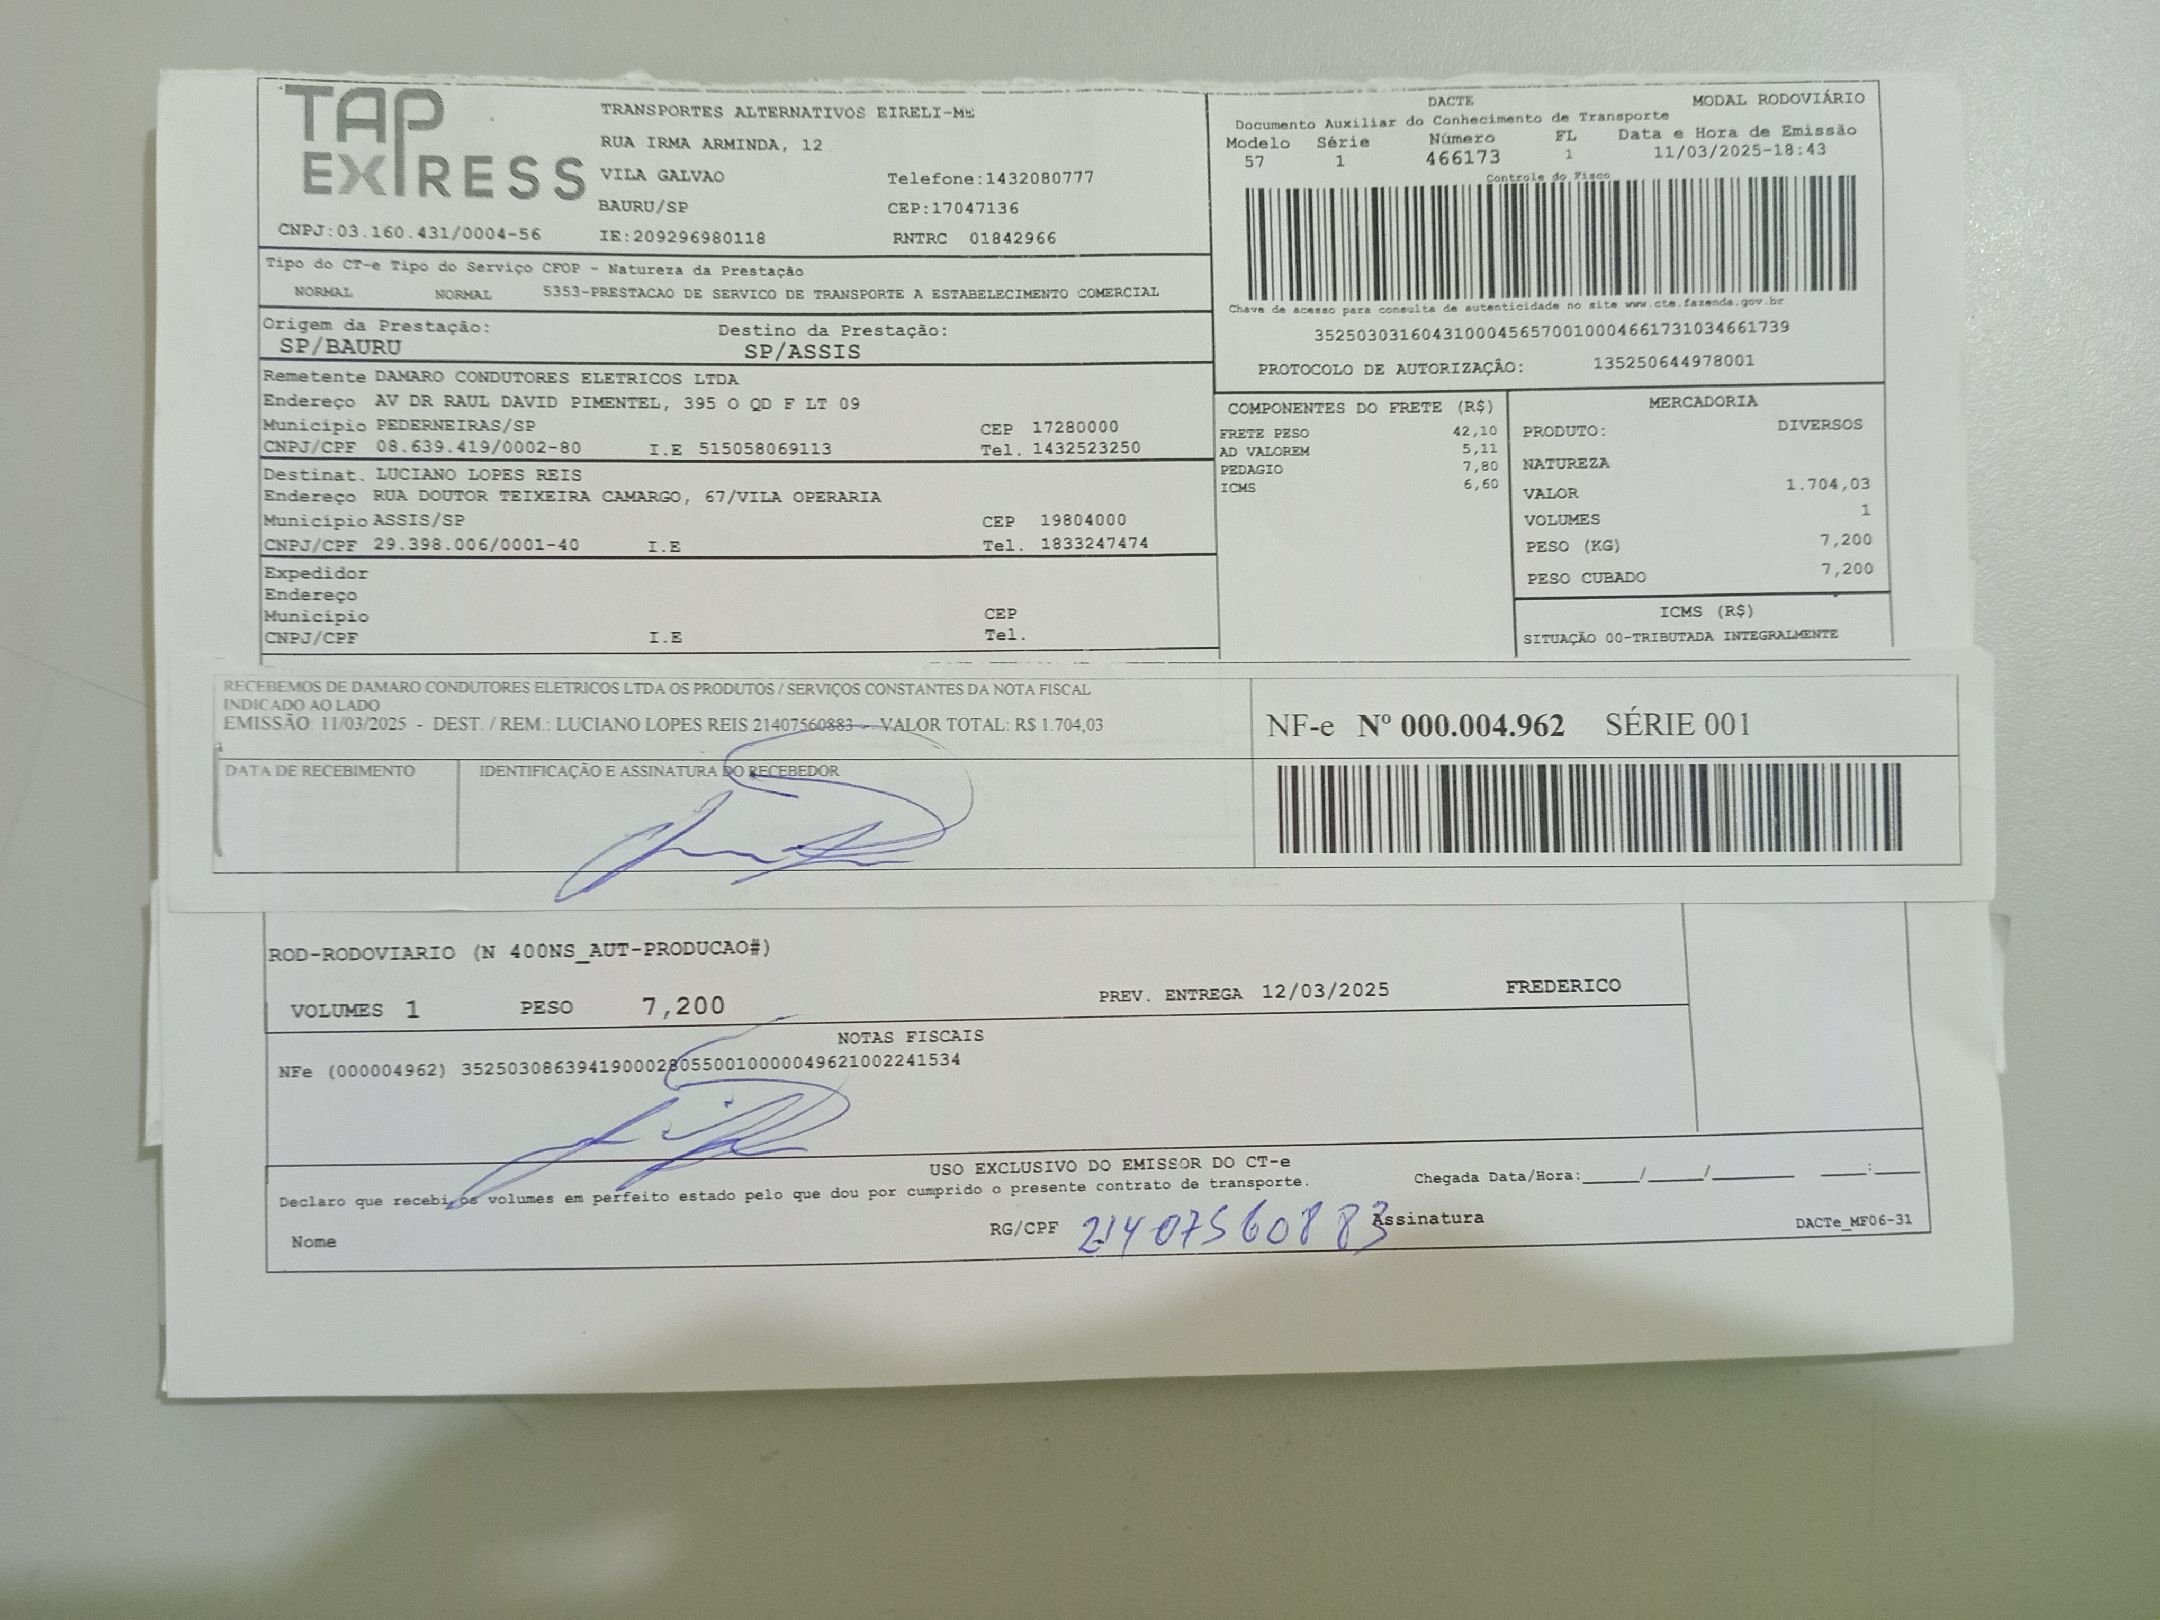 TAP
EXPRESS
TRANSPORTES ALTERNATIVOS EIRELI-ME
RUA IRMA ARMINDA, 12
VILA GALVAO Telefone:1432080777
BAURU/SP CEP:17047136
CNPJ:03.160.431/0004-56 IE:209296980118 RNTRC 01842966
DACTE MODAL RODOVIÁRIO
Documento Auxiliar do Conhecimento de Transporte
Modelo Série Número FL Data e Hora de Emissão
57 1 466173 1 11/03/2025-18:43
Controle do Fisco
Chave de acesso para consulta de autenticidade no site www.cte.fazenda.gov.br
35250303160431000456570010004661731034661739
PROTOCOLO DE AUTORIZAÇÃO: 135250644978001
Tipo do CT-e Tipo do Serviço CFOP - Natureza da Prestação
NORMAL NORMAL 5353-PRESTACAO DE SERVICO DE TRANSPORTE A ESTABELECIMENTO COMERCIAL
Origem da Prestação: Destino da Prestação:
SP/BAURU SP/ASSIS
Remetente DAMARO CONDUTORES ELETRICOS LTDA
Endereço AV DR RAUL DAVID PIMENTEL, 395 O QD F LT 09
Município PEDERNEIRAS/SP CEP 17280000
CNPJ/CPF 08.639.419/0002-80 I.E 515058069113 Tel. 1432523250
Destinat. LUCIANO LOPES REIS
Endereço RUA DOUTOR TEIXEIRA CAMARGO, 67/VILA OPERARIA
Município ASSIS/SP CEP 19804000
CNPJ/CPF 29.398.006/0001-40 I.E Tel. 1833247474
Expedidor
Endereço
Município CEP
CNPJ/CPF I.E Tel.
COMPONENTES DO FRETE (R$)
FRETE PESO 42,10
AD VALOREM 5,11
PEDAGIO 7,80
ICMS 6,60
MERCADORIA
PRODUTO: DIVERSOS
NATUREZA
VALOR 1.704,03
VOLUMES 1
PESO (KG) 7,200
PESO CUBADO 7,200
ICMS (R$)
SITUAÇÃO 00-TRIBUTADA INTEGRALMENTE
RECEBEMOS DE DAMARO CONDUTORES ELETRICOS LTDA OS PRODUTOS / SERVIÇOS CONSTANTES DA NOTA FISCAL
INDICADO AO LADO
EMISSÃO: 11/03/2025 - DEST. / REM.: LUCIANO LOPES REIS 21407560883 - VALOR TOTAL: R$ 1.704,03
NF-e Nº 000.004.962 SÉRIE 001
DATA DE RECEBIMENTO IDENTIFICAÇÃO E ASSINATURA DO RECEBEDOR
ROD-RODOVIARIO (N 400NS_AUT-PRODUCAO#)
VOLUMES 1 PESO 7,200 PREV. ENTREGA 12/03/2025 FREDERICO
NOTAS FISCAIS
NFe (000004962) 35250308639419000280550010000049621002241534
USO EXCLUSIVO DO EMISSOR DO CT-e
Declaro que recebi os volumes em perfeito estado pelo que dou por cumprido o presente contrato de transporte. Chegada Data/Hora:_____/_____/_______ ____:____
Nome RG/CPF 21407560883 Assinatura DACTe_MF06-31